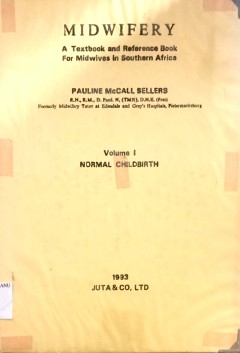 MIDWIFERY
A Textbook and Reference Book
For Midwives in Southern Africa
PAULINE McCALL SELLERS
Formerly Midwifery Tutor at Edendale and Grey's Hospitals, Pietermaritzburg
Volume I
NORMAL CHILDBIRTH
1993
JUTA & CO, LTD